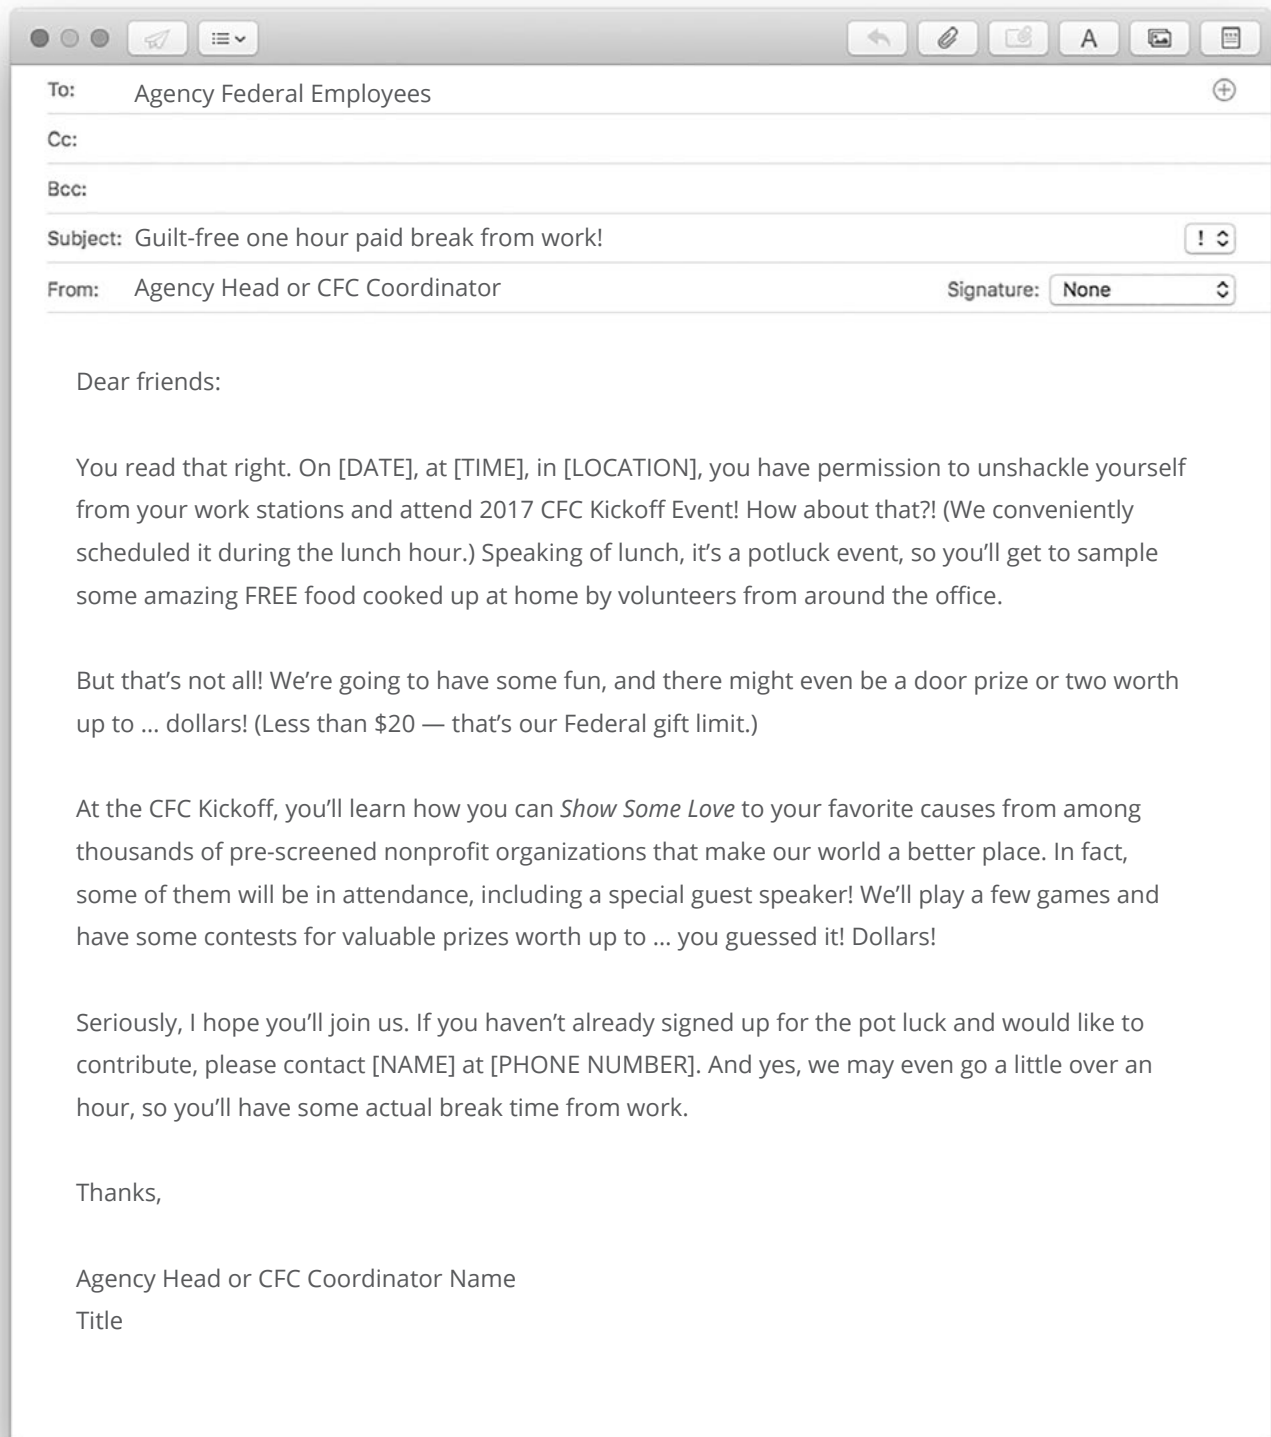 To: Agency Federal Employees
Cc:
Bcc:
Subject: Guilt-free one hour paid break from work! !
From: Agency Head or CFC Coordinator Signature: None
Dear friends:
You read that right. On [DATE], at [TIME], in [LOCATION], you have permission to unshackle yourself
from your work stations and attend 2017 CFC Kickoff Event! How about that?! (We conveniently
scheduled it during the lunch hour.) Speaking of lunch, it’s a potluck event, so you’ll get to sample
some amazing FREE food cooked up at home by volunteers from around the office.
But that’s not all! We’re going to have some fun, and there might even be a door prize or two worth
up to … dollars! (Less than $20 — that’s our Federal gift limit.)
At the CFC Kickoff, you’ll learn how you can Show Some Love to your favorite causes from among
thousands of pre-screened nonprofit organizations that make our world a better place. In fact,
some of them will be in attendance, including a special guest speaker! We’ll play a few games and
have some contests for valuable prizes worth up to … you guessed it! Dollars!
Seriously, I hope you’ll join us. If you haven’t already signed up for the pot luck and would like to
contribute, please contact [NAME] at [PHONE NUMBER]. And yes, we may even go a little over an
hour, so you’ll have some actual break time from work.
Thanks,
Agency Head or CFC Coordinator Name
Title